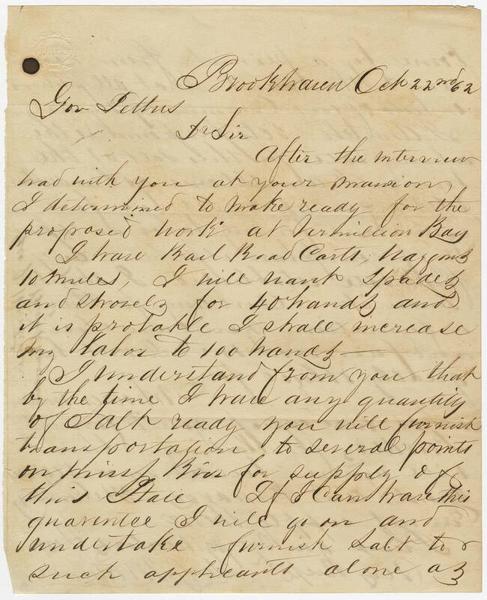 Brookhaven Oct 22nd/62
Gov Pettus
Dr Sir
After the interview
had with you at your mansion
I determined to make ready for the
proposed work at Vermillion Bay
I have Rail Road Carts, Waggons
10 mules, I will want Spades
and Shovels for 40 hands and
it is probable I shall increase
my labor to 100 hands—
I understand from you that
by the time I have any quantity
of Salt ready you will furnish
transportation to several points
on Missp River for supply of
this State If I can have this
guarentee I will go on and
undertake furnish Salt to
such applicants alone as